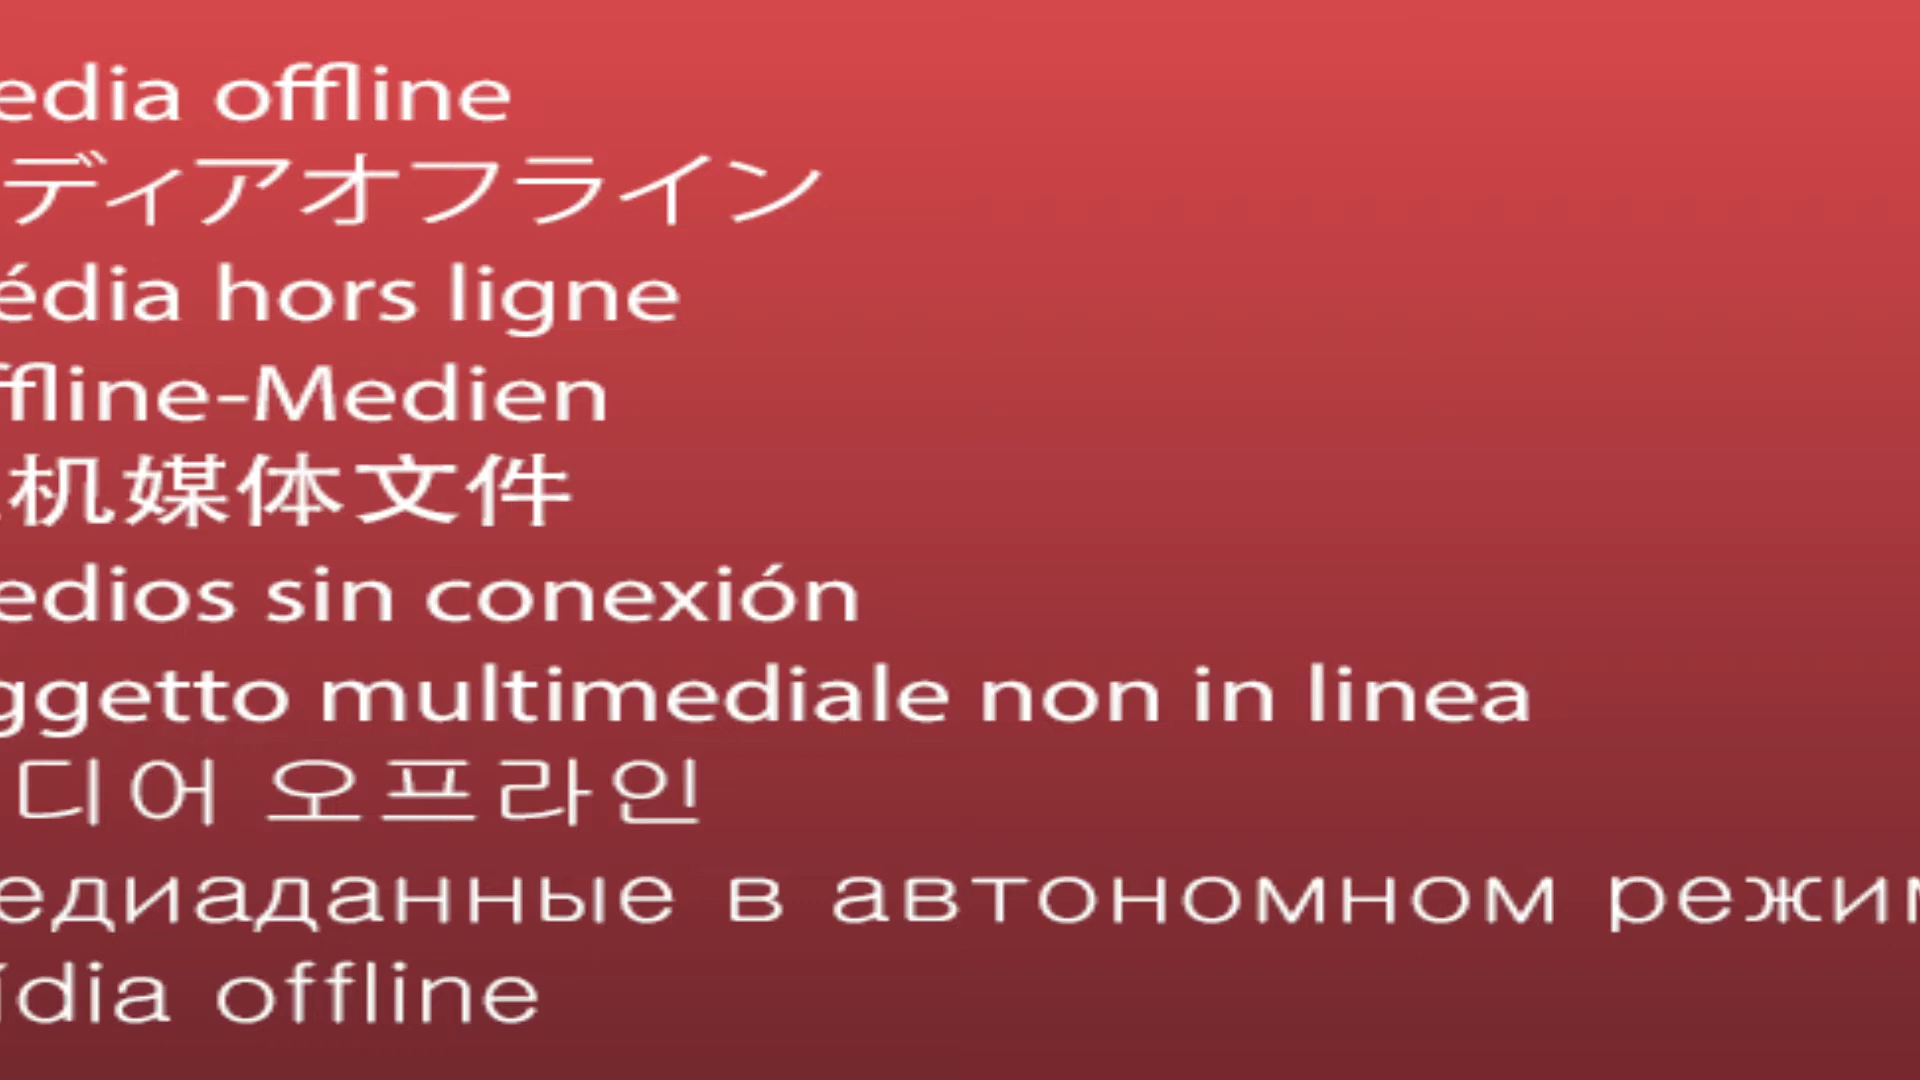 edia offline
ディアオフライン
édia hors ligne
ffline-Medien
机媒体文件
edios sin conexión
ggetto multimediale non in linea
디어 오프라인
едиаданные в автономном режим
ídia offline